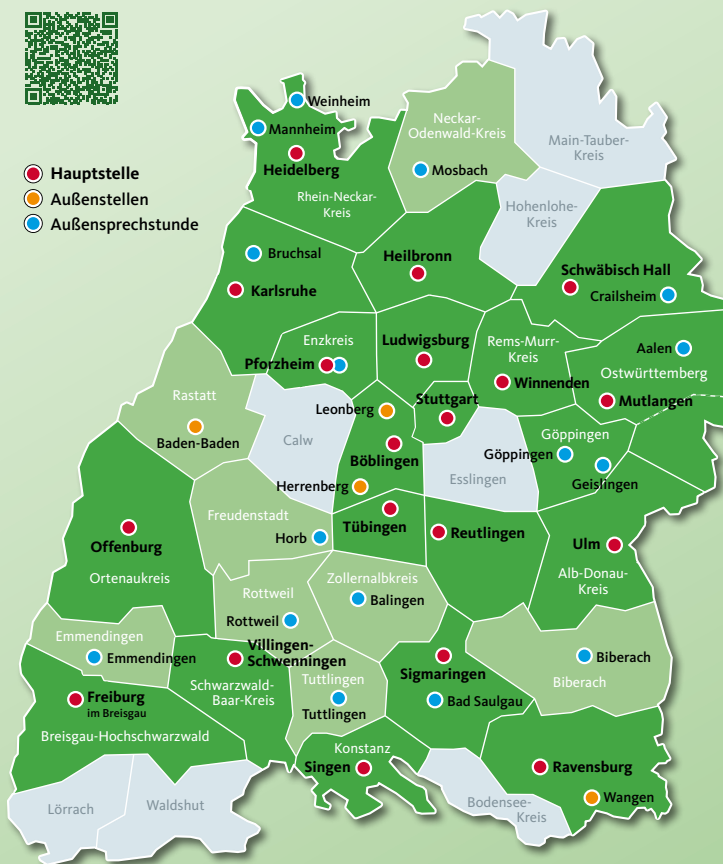 Weinheim
Mannheim
Heidelberg
Rhein-Neckar-
Kreis
Neckar-
Odenwald-Kreis
Mosbach
Main-Tauber-
Kreis
Hohenlohe-
Kreis
Hauptstelle
Außenstellen
Außensprechstunde
Bruchsal
Karlsruhe
Heilbronn
Schwäbisch Hall
Crailsheim
Enzkreis
Pforzheim
Ludwigsburg
Rems-Murr-
Kreis
Winnenden
Aalen
Ostwürttemberg
Mutlangen
Rastatt
Baden-Baden
Calw
Leonberg
Stuttgart
Böblingen
Herrenberg
Esslingen
Göppingen
Göppingen
Geislingen
Freudenstadt
Horb
Tübingen
Reutlingen
Ulm
Alb-Donau-
Kreis
Offenburg
Ortenaukreis
Rottweil
Rottweil
Zollernalbkreis
Balingen
Emmendingen
Emmendingen
Villingen-
Schwenningen
Schwarzwald-
Baar-Kreis
Tuttlingen
Tuttlingen
Sigmaringen
Bad Saulgau
Biberach
Biberach
Freiburg
im Breisgau
Breisgau-Hochschwarzwald
Konstanz
Singen
Ravensburg
Wangen
Bodensee-
Kreis
Lörrach
Waldshut